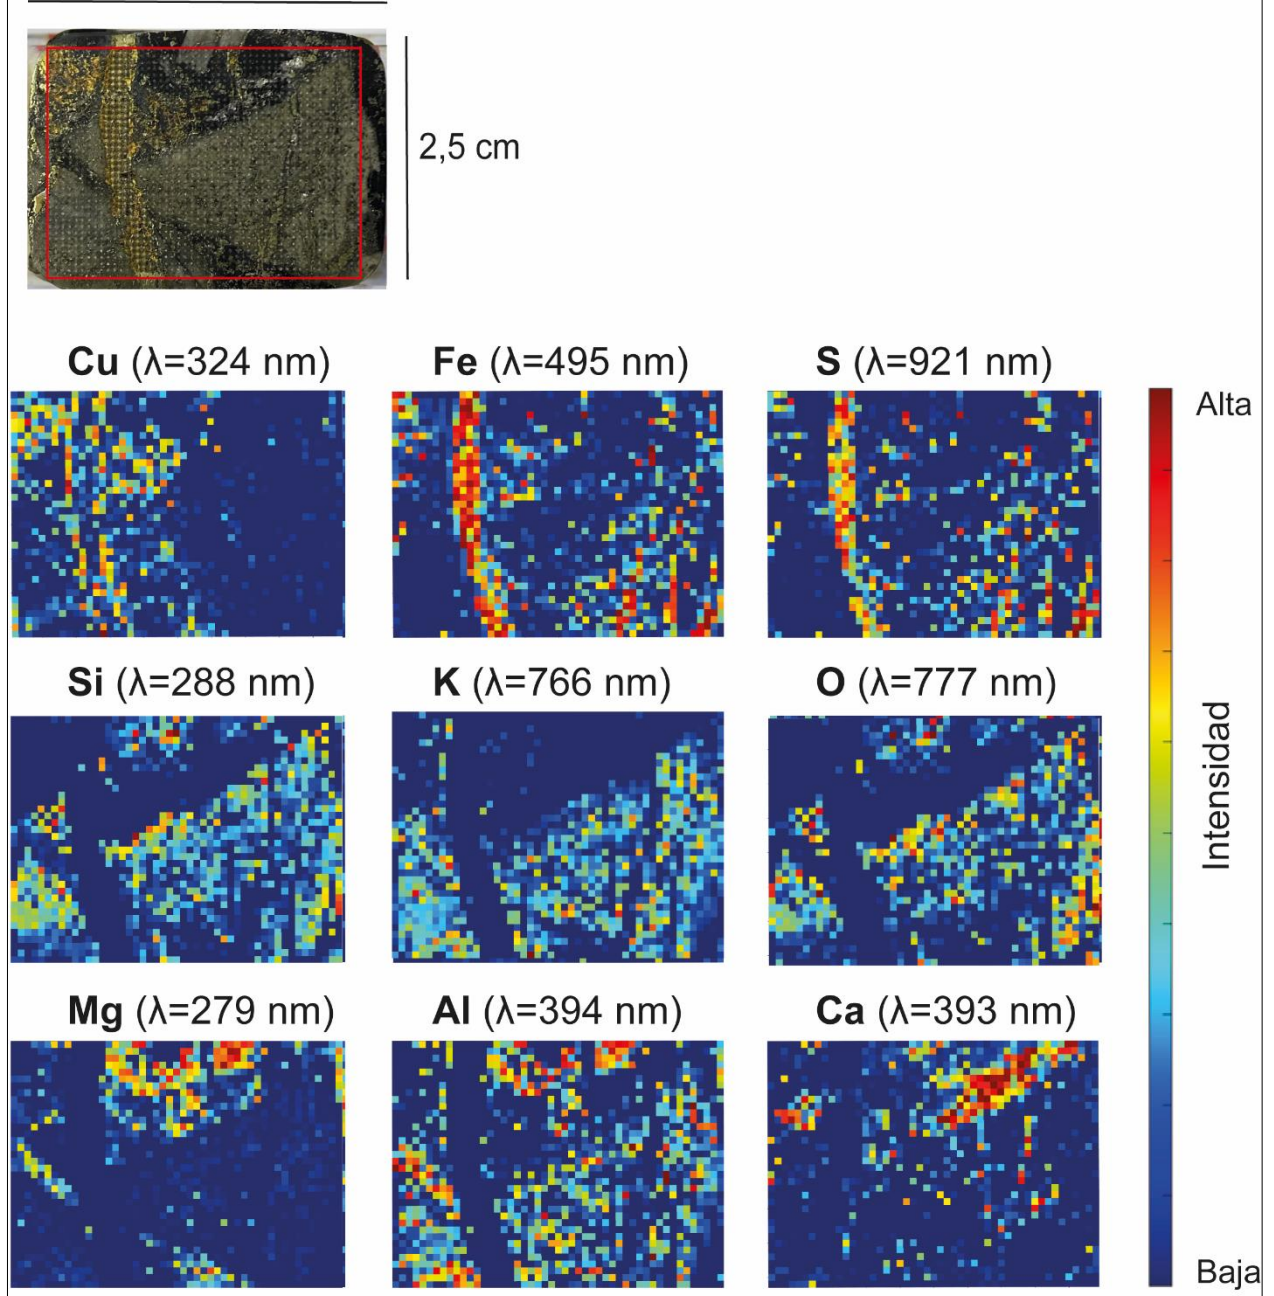 2,5 cm
Cu (λ=324 nm)
Fe (λ=495 nm)
S (λ=921 nm)
Alta
Si (λ=288 nm)
K (λ=766 nm)
O (λ=777 nm)
Intensidad
Mg (λ=279 nm)
Al (λ=394 nm)
Ca (λ=393 nm)
Baja